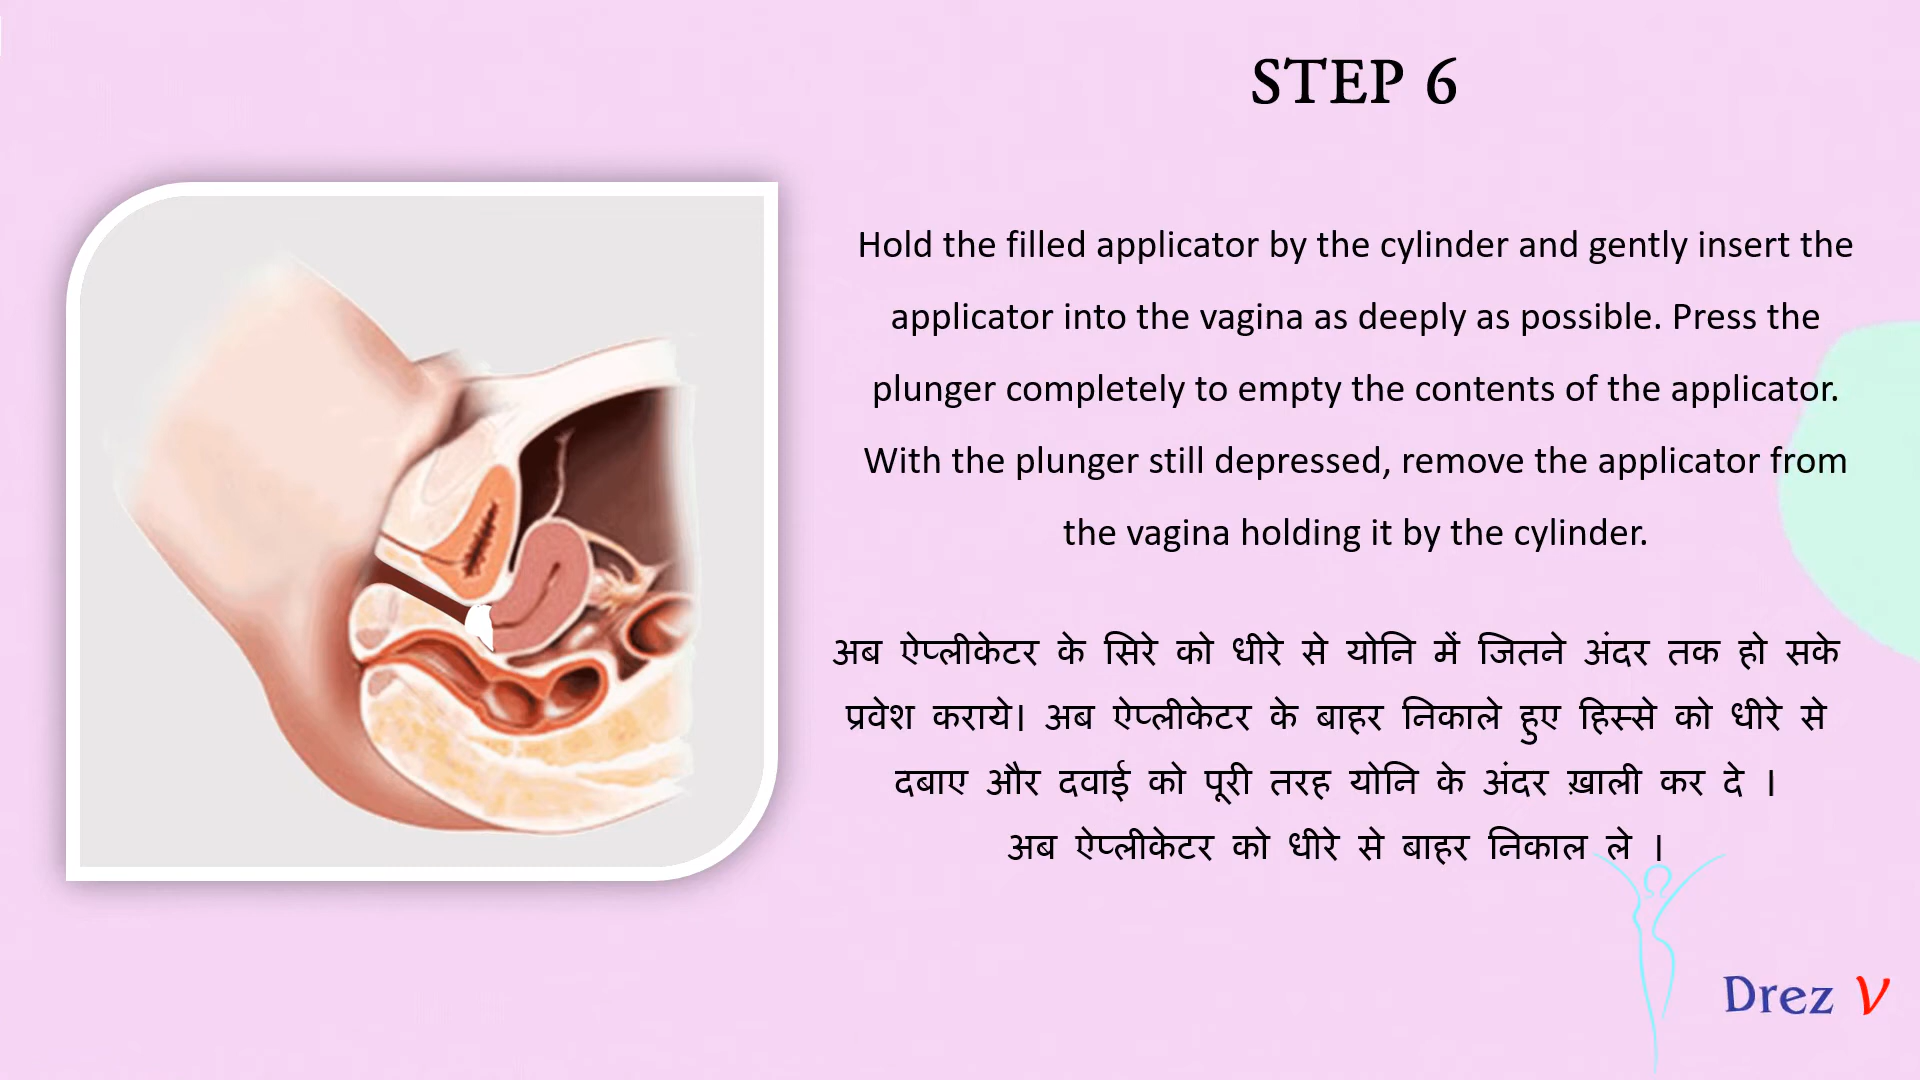 STEP 6
Hold the filled applicator by the cylinder and gently insert the
applicator into the vagina as deeply as possible. Press the
plunger completely to empty the contents of the applicator.
With the plunger still depressed, remove the applicator from
the vagina holding it by the cylinder.
अब ऐप्लीकेटर के सिरे को धीरे से योनि में जितने अंदर तक हो सके
प्रवेश कराये। अब ऐप्लीकेटर के बाहर निकाले हुए हिस्से को धीरे से
दबाए और दवाई को पूरी तरह योनि के अंदर ख़ाली कर दे ।
अब ऐप्लीकेटर को धीरे से बाहर निकाल ले ।
Drez V